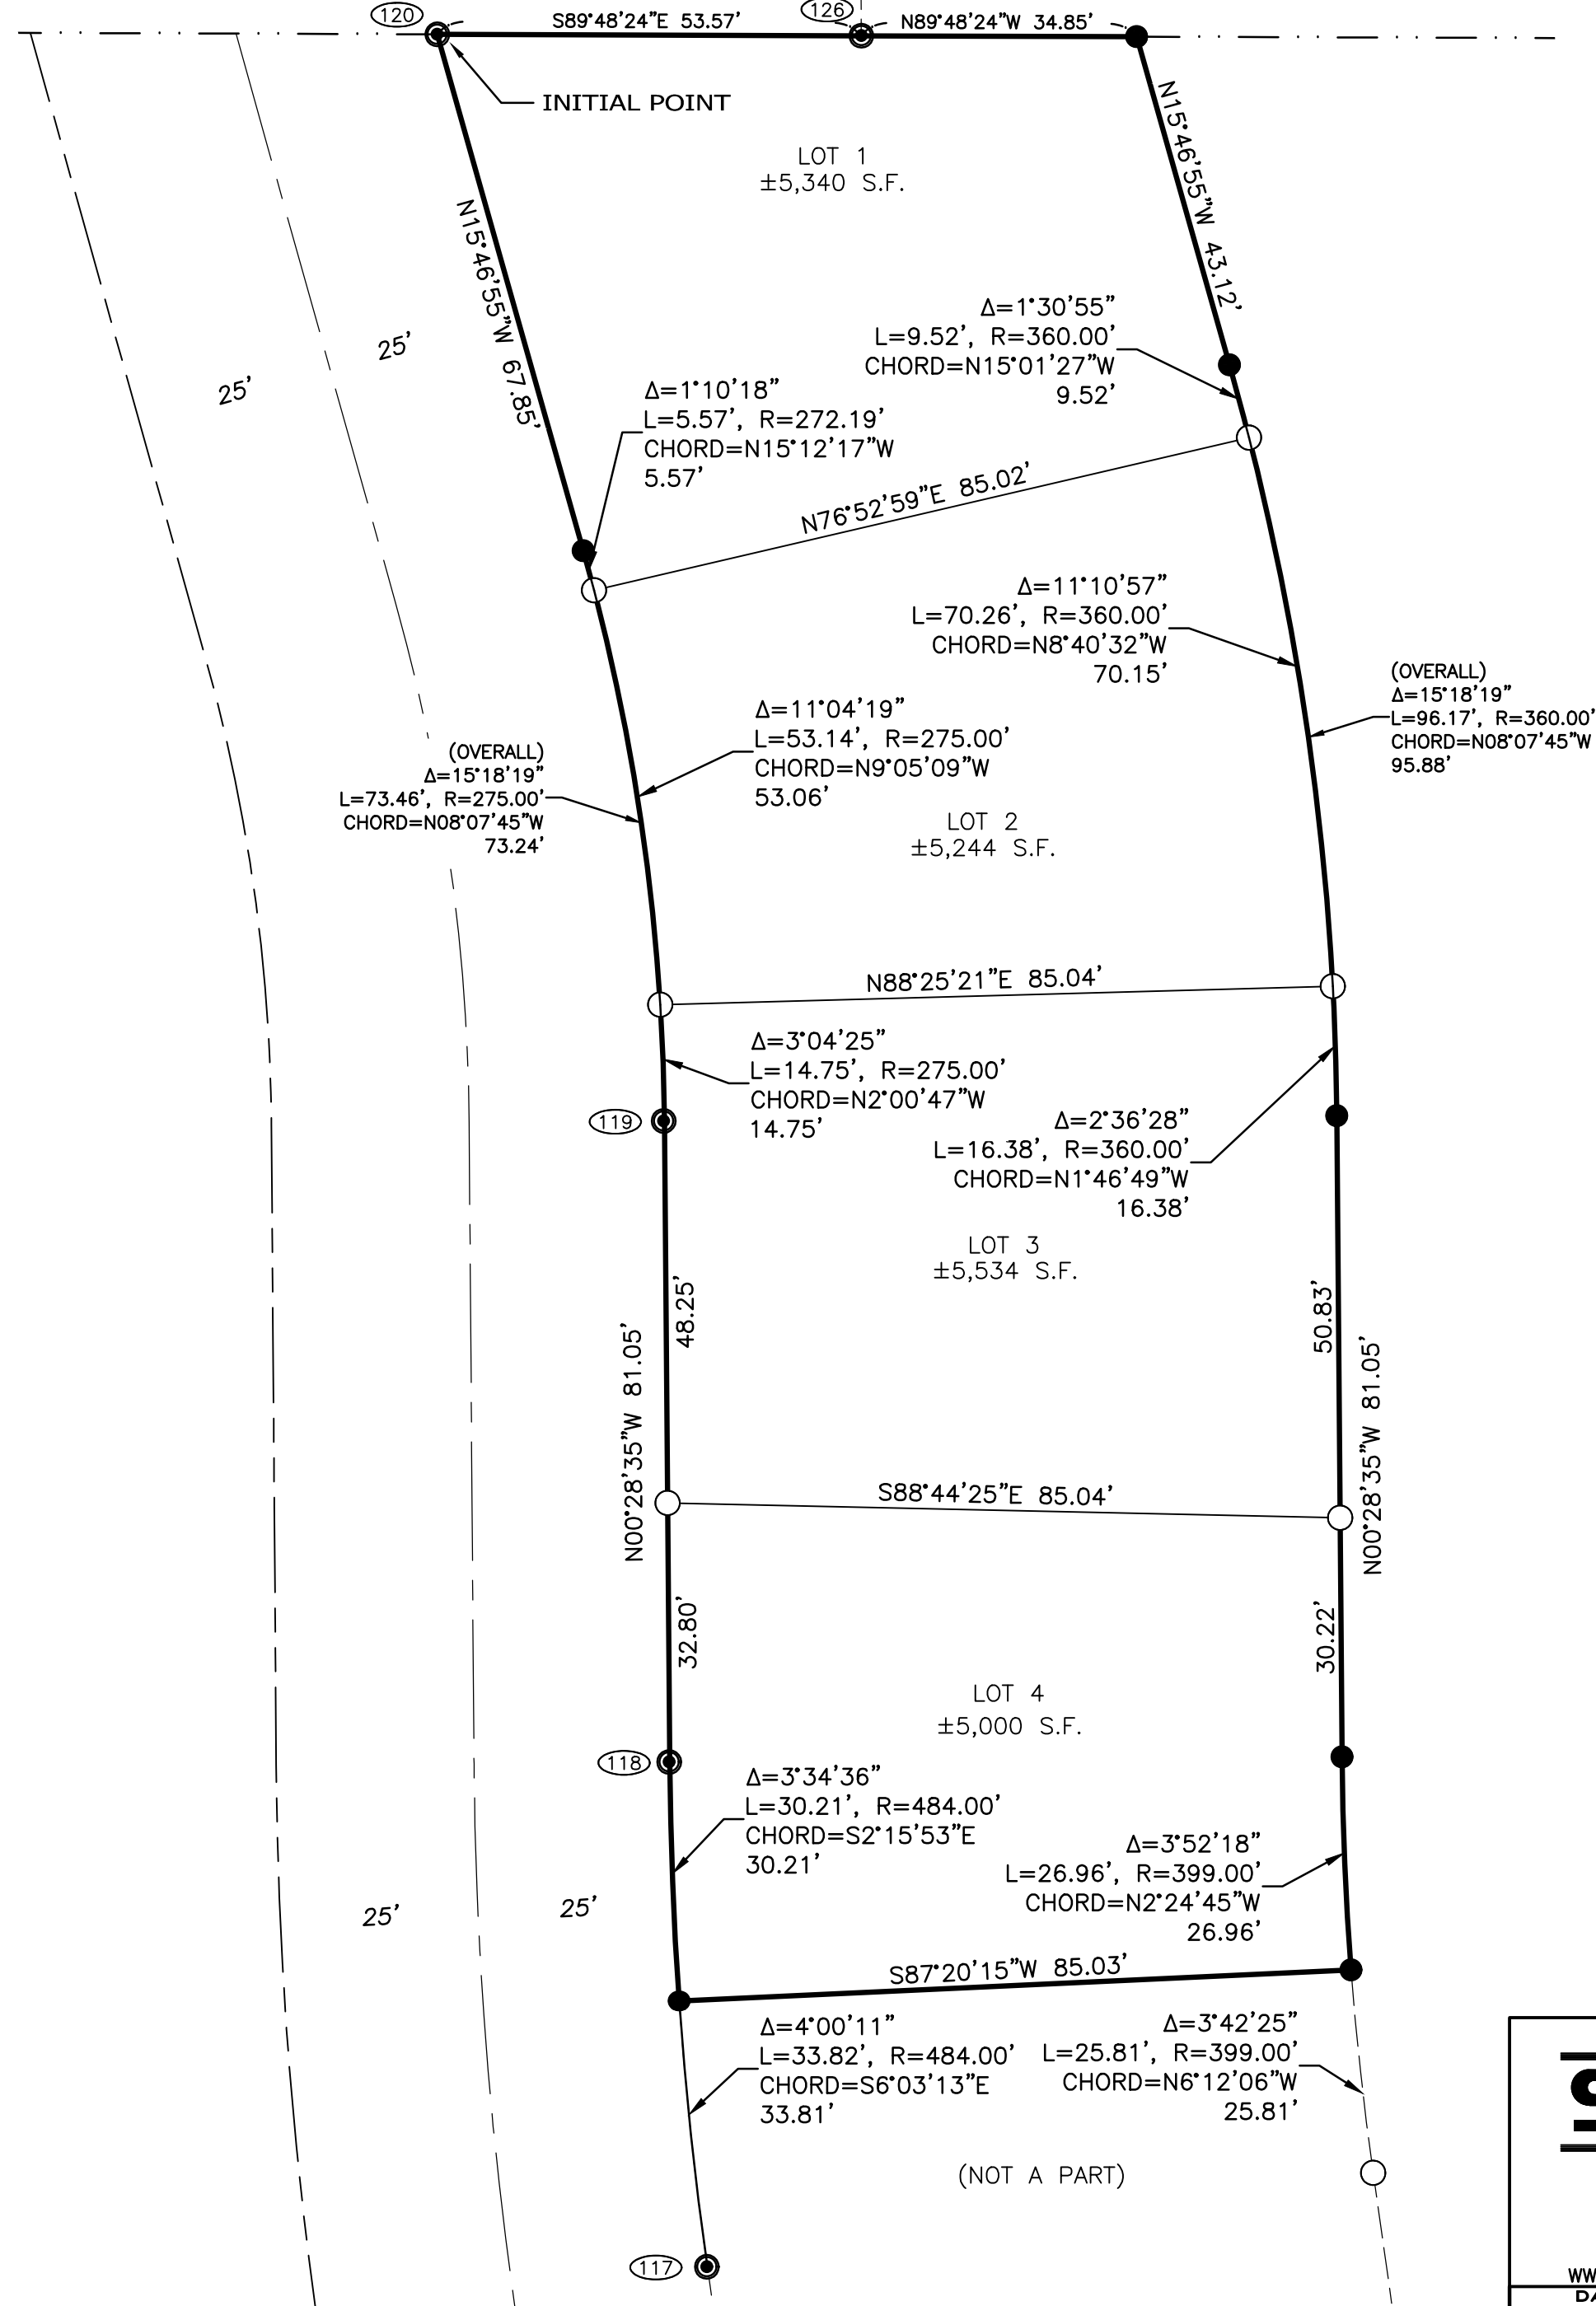 120
S89°48'24"E 53.57'
126
N89°48'24"W 34.85'
INITIAL POINT
LOT 1
±5,340 S.F.
N15°46'55"W 43.12'
N15°46'55"W 67.85'
25'
25'
Δ=1°30'55"
L=9.52', R=360.00'
CHORD=N15°01'27"W
9.52'
Δ=1°10'18"
L=5.57', R=272.19'
CHORD=N15°12'17"W
5.57'
N76°52'59"E 85.02'
Δ=11°10'57"
L=70.26', R=360.00'
CHORD=N8°40'32"W
70.15'
(OVERALL)
Δ=15°18'19"
L=96.17', R=360.00'
CHORD=N08°07'45"W
95.88'
Δ=11°04'19"
L=53.14', R=275.00'
CHORD=N9°05'09"W
53.06'
(OVERALL)
Δ=15°18'19"
L=73.46', R=275.00'
CHORD=N08°07'45"W
73.24'
LOT 2
±5,244 S.F.
N88°25'21"E 85.04'
Δ=3°04'25"
L=14.75', R=275.00'
CHORD=N2°00'47"W
14.75'
119
Δ=2°36'28"
L=16.38', R=360.00'
CHORD=N1°46'49"W
16.38'
LOT 3
±5,534 S.F.
48.25'
50.83'
N00°28'35"W 81.05'
N00°28'35"W 81.05'
S88°44'25"E 85.04'
32.80'
30.22'
LOT 4
±5,000 S.F.
118
Δ=3°34'36"
L=30.21', R=484.00'
CHORD=S2°15'53"E
30.21'
Δ=3°52'18"
L=26.96', R=399.00'
CHORD=N2°24'45"W
26.96'
25'
25'
S87°20'15"W 85.03'
Δ=4°00'11"
L=33.82', R=484.00'
CHORD=S6°03'13"E
33.81'
Δ=3°42'25"
L=25.81', R=399.00'
CHORD=N6°12'06"W
25.81'
(NOT A PART)
117